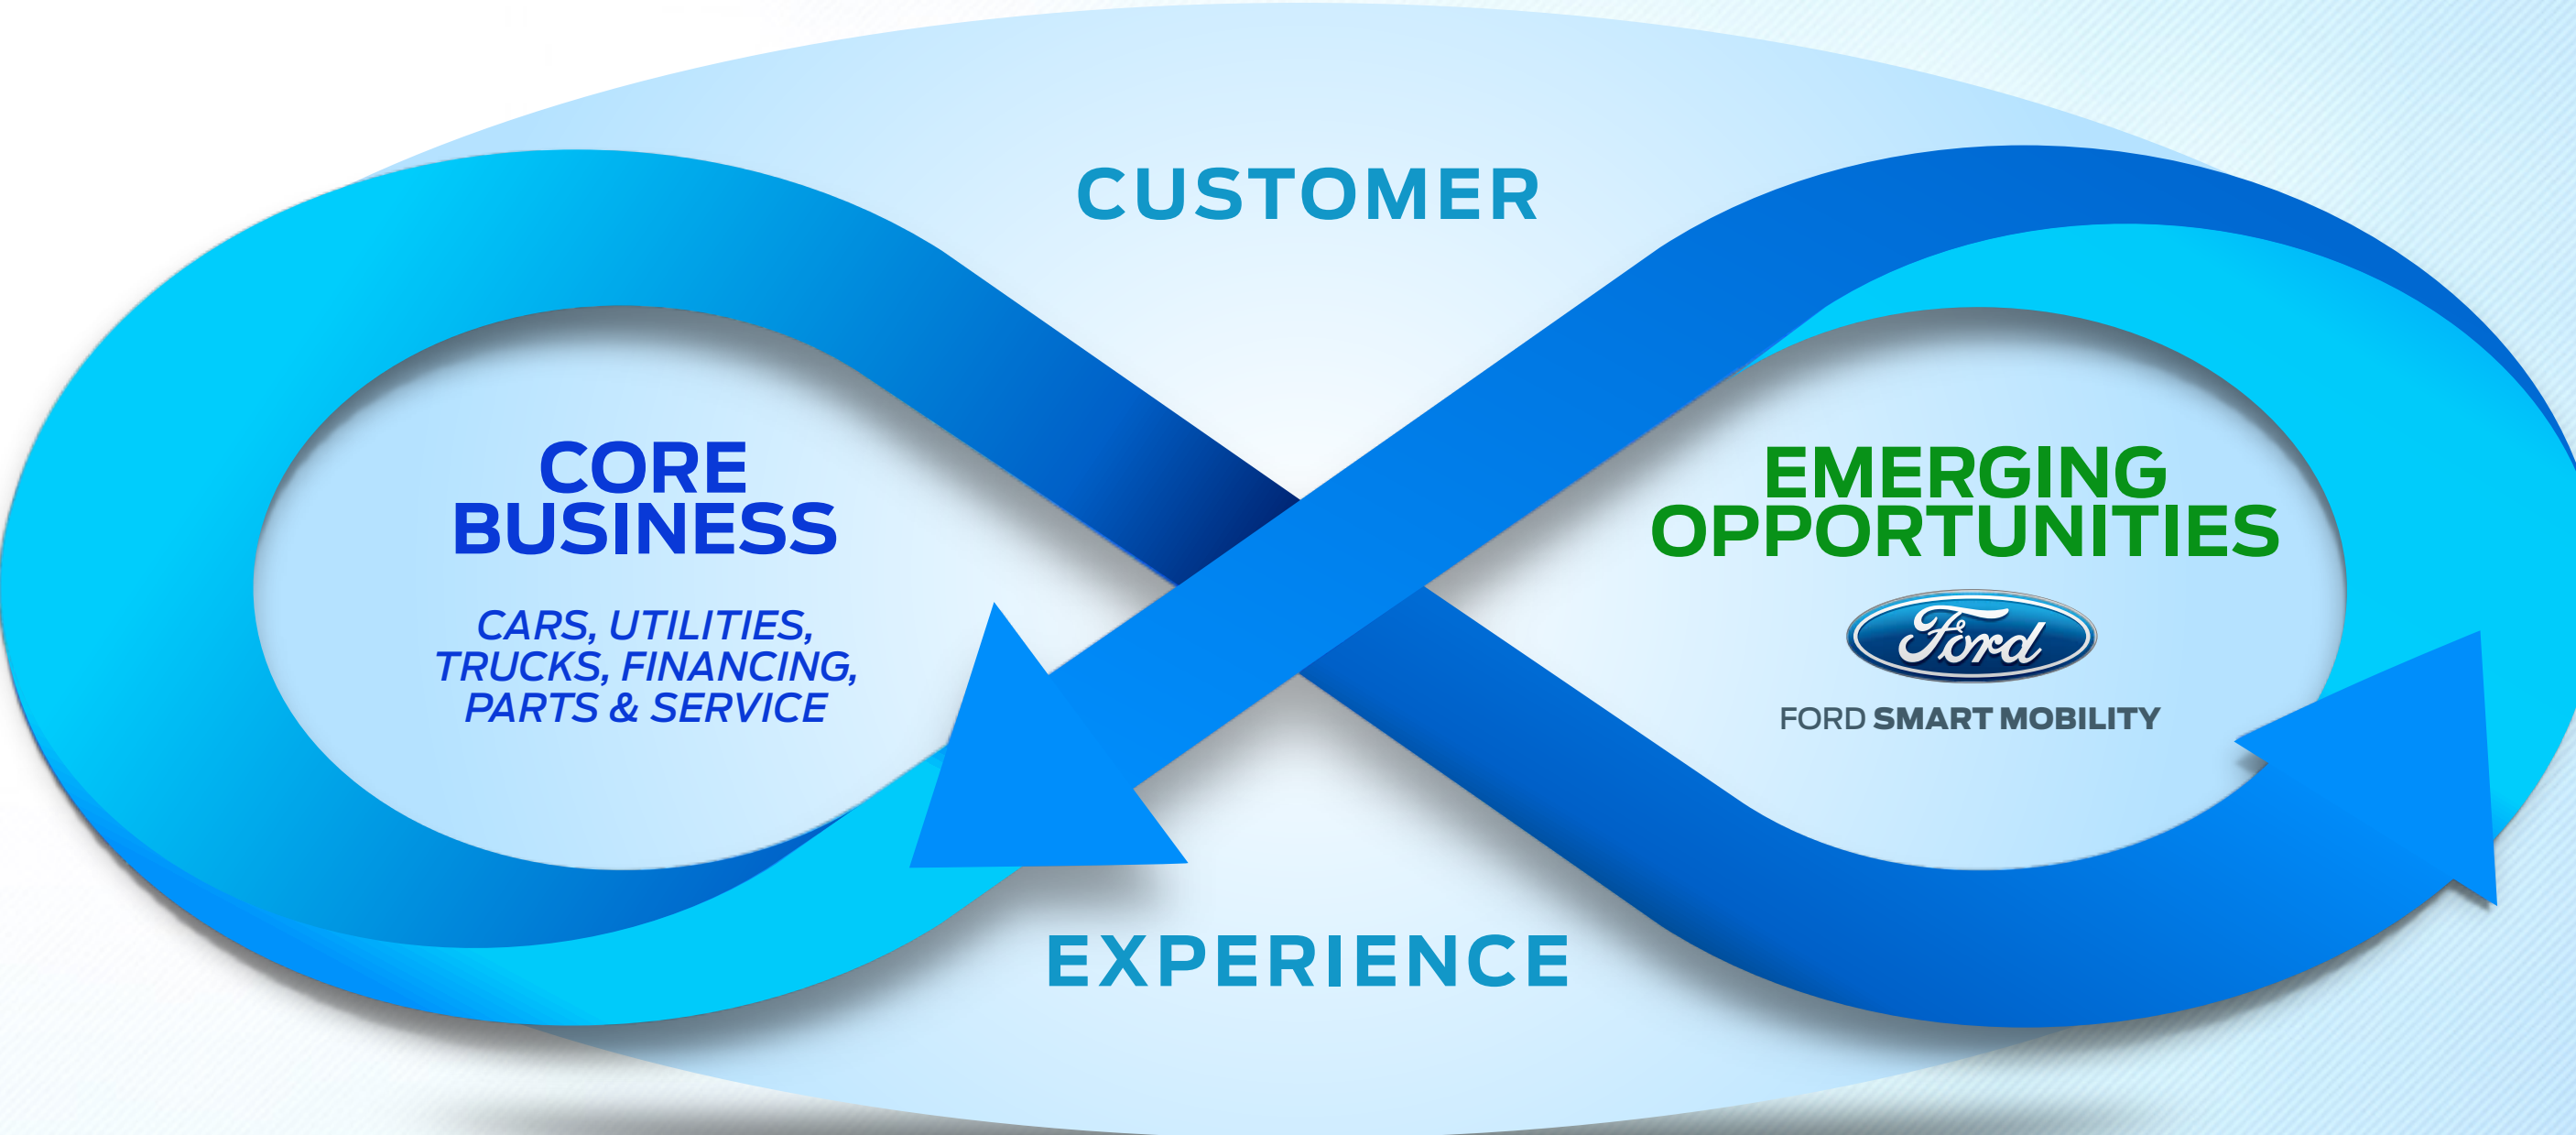 CUSTOMER
CORE
BUSINESS
CARS, UTILITIES,
TRUCKS, FINANCING,
PARTS & SERVICE
EMERGING
OPPORTUNITIES
Ford
FORD SMART MOBILITY
EXPERIENCE